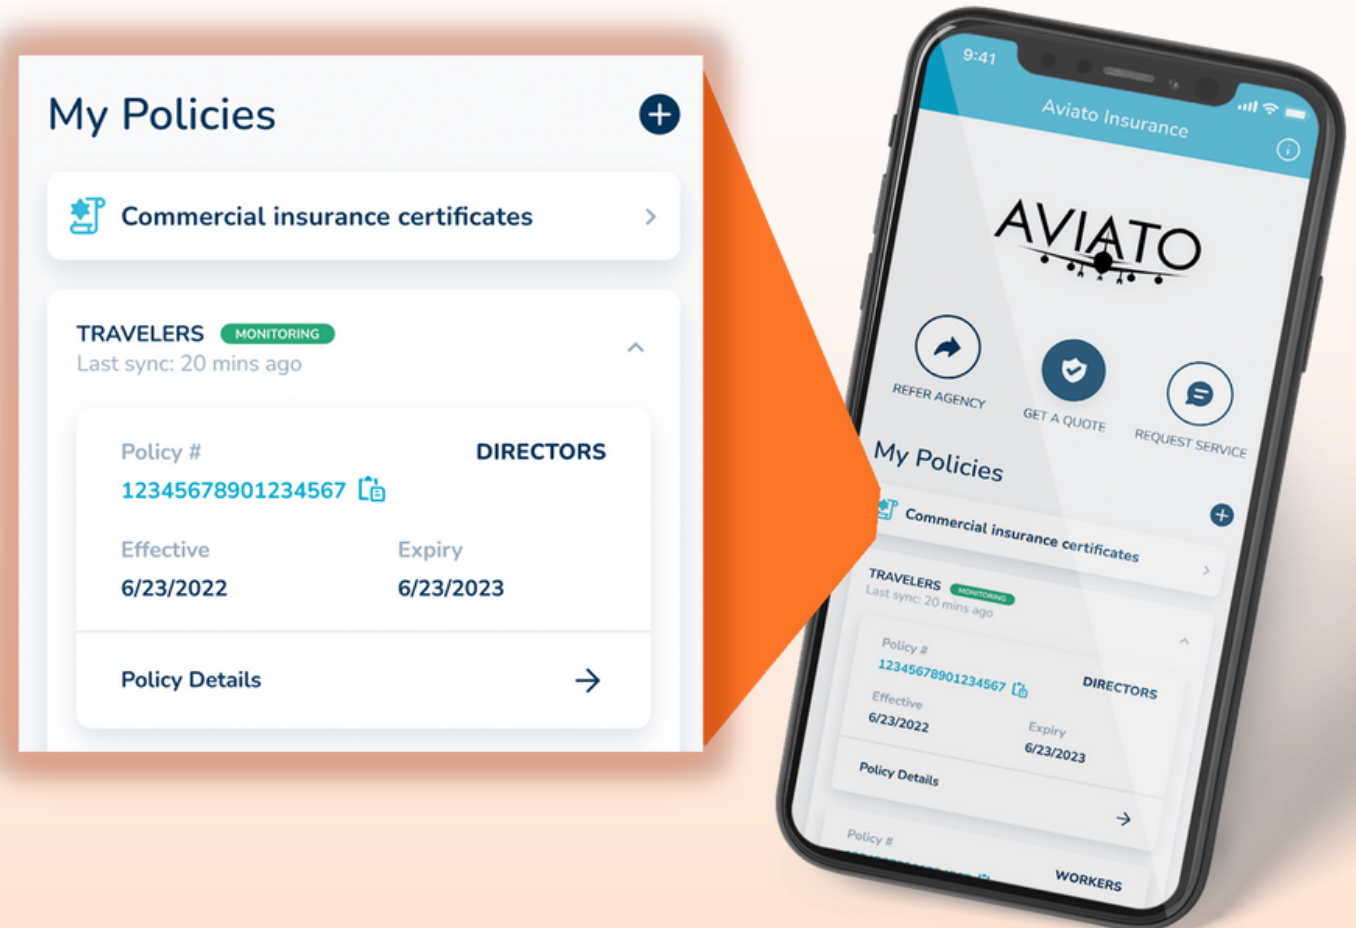 My Policies
Commercial insurance certificates
TRAVELERS MONITORING
Last sync: 20 mins ago
Policy # DIRECTORS
12345678901234567
Effective Expiry
6/23/2022 6/23/2023
Policy Details
9:41
Aviato Insurance
AVIATO
REFER AGENCY GET A QUOTE REQUEST SERVICE
My Policies
Commercial insurance certificates
TRAVELERS MONITORING
Last sync: 20 mins ago
Policy #
12345678901234567 DIRECTORS
Effective Expiry
6/23/2022 6/23/2023
Policy Details
Policy #
WORKERS